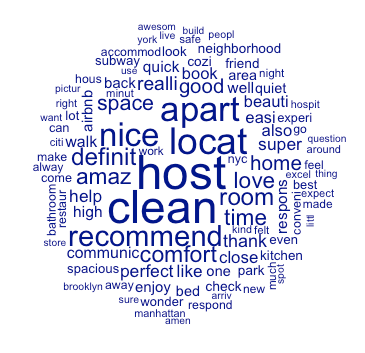 awesom
york live safe build peopl
accommod look neighborhood
subway quick cozi friend
hous back realli book area night
use
pictur minut airbnb space good well quiet
right apart beauti hospit
want lot easi experi
can nice locat also go question
citi walk super around
make definit work nyc home feel
alway amaz host love excel thing
come room respons best expect
help clean time conveni made
high littl
bathroom restaur recommend thank kind felt even
store communic comfort close kitchen
spacious perfect like one park much spot
brooklyn away enjoy bed check new
sure wonder arriv respond
manhattan
amen